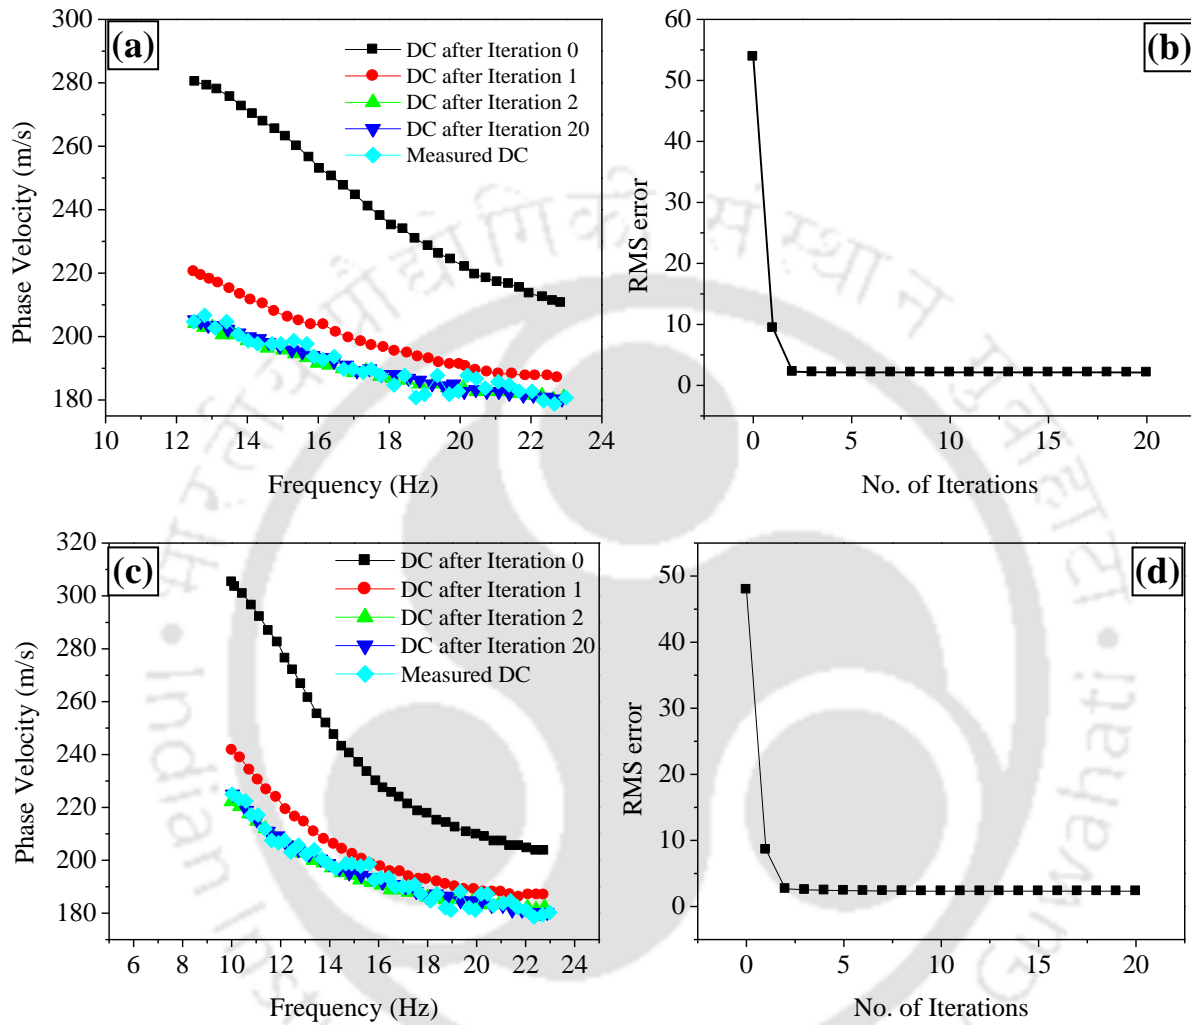 (a)
DC after Iteration 0
DC after Iteration 1
DC after Iteration 2
DC after Iteration 20
Measured DC
300
280
260
240
220
200
180
10 12 14 16 18 20 22 24
Phase Velocity (m/s)
Frequency (Hz)
(b)
60
50
40
30
20
10
0
0 5 10 15 20
RMS error
No. of Iterations
(c)
DC after Iteration 0
DC after Iteration 1
DC after Iteration 2
DC after Iteration 20
Measured DC
320
300
280
260
240
220
200
180
6 8 10 12 14 16 18 20 22 24
Phase Velocity (m/s)
Frequency (Hz)
(d)
50
40
30
20
10
0
0 5 10 15 20
RMS error
No. of Iterations
Indian
Guwahati